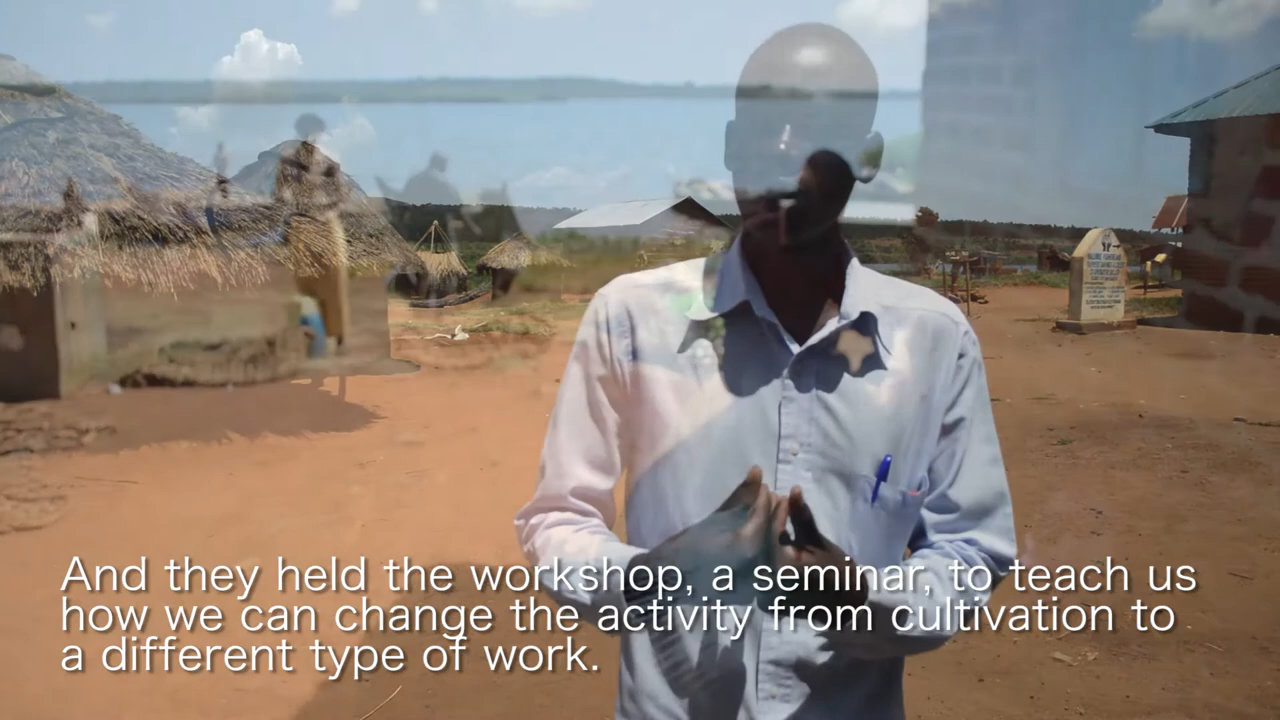 And they held the workshop, a seminar, to teach us
how we can change the activity from cultivation to
a different type of work.